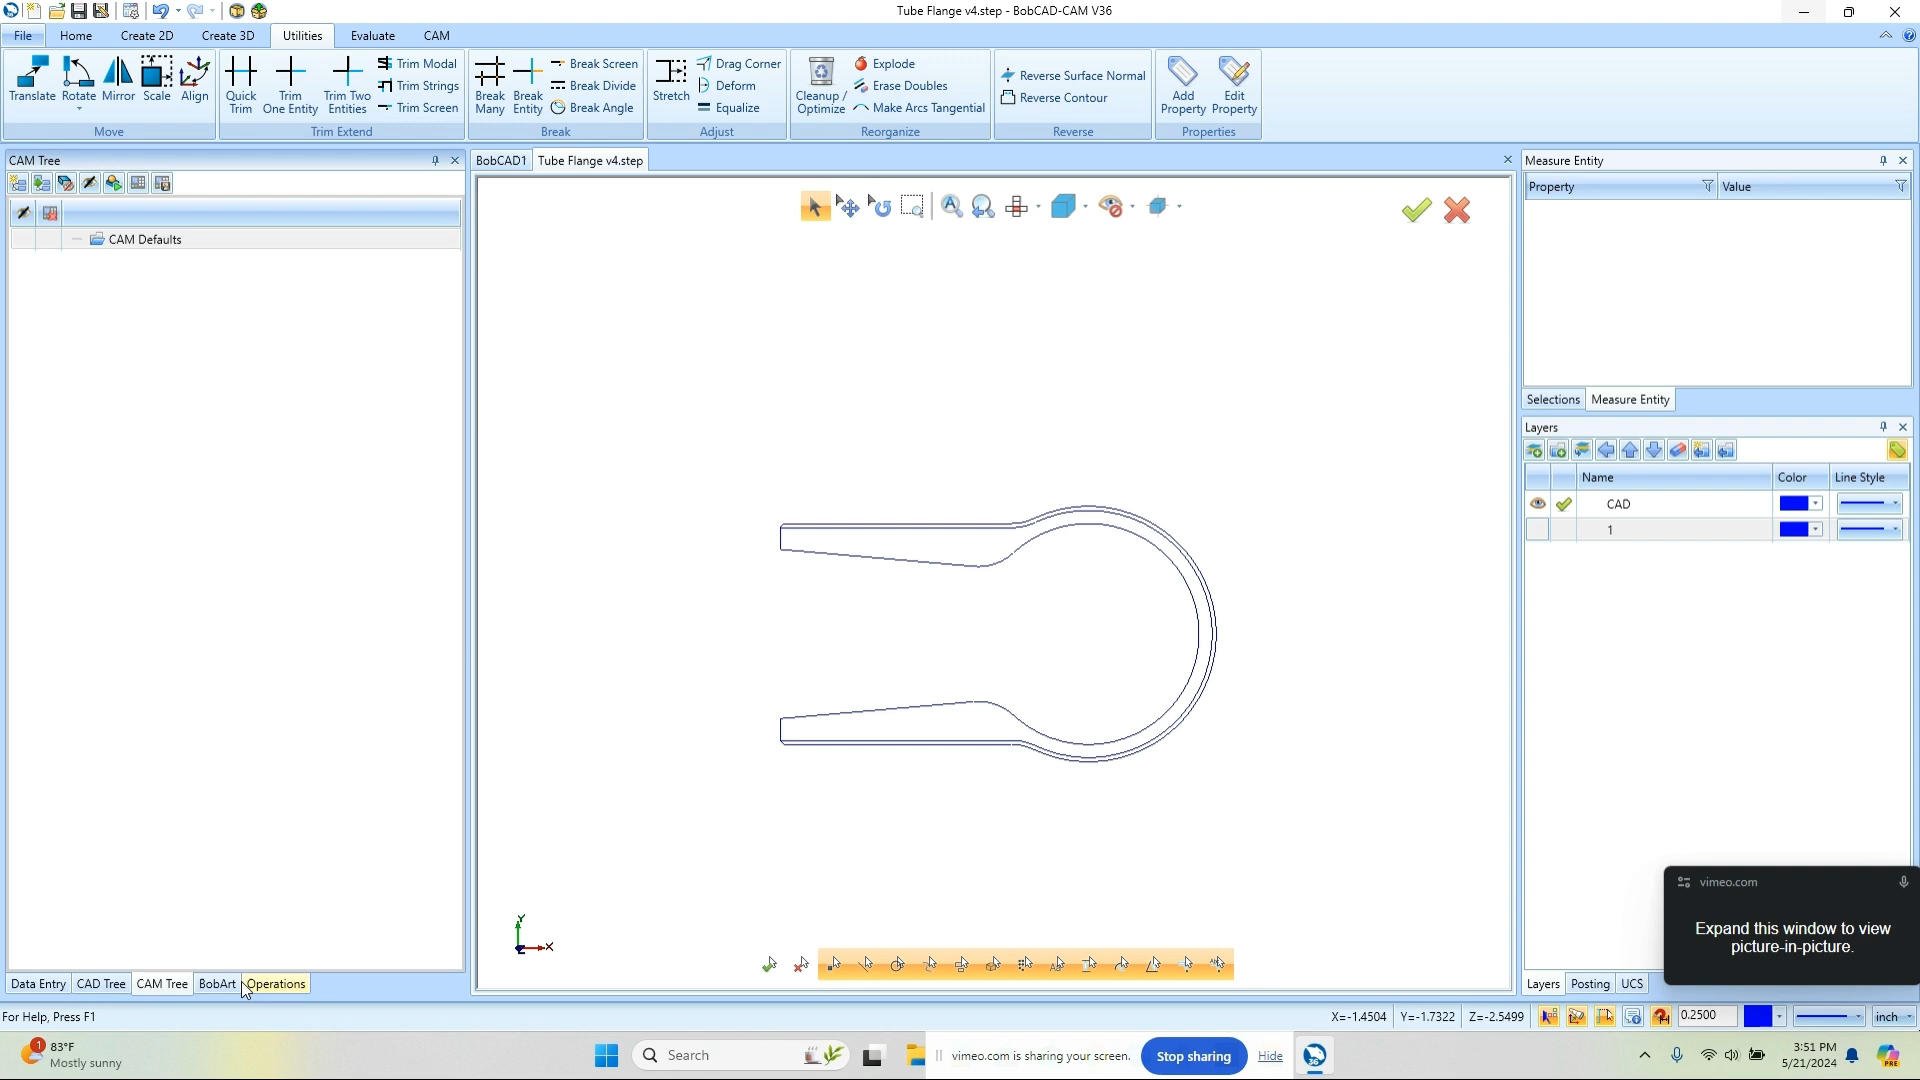 Tube Flange v4.step - BobCAD-CAM V36
File Home Create 2D Create 3D Utilities Evaluate CAM
Translate Rotate Mirror Scale Align
Move
Quick Trim
Trim One Entity
Trim Two Entities
Trim Modal
Trim Strings
Trim Screen
Trim Extend
Break Many
Break Entity
Break Screen
Break Divide
Break Angle
Break
Stretch
Drag Corner
Deform
Equalize
Adjust
Cleanup / Optimize
Explode
Erase Doubles
Make Arcs Tangential
Reorganize
Reverse Surface Normal
Reverse Contour
Reverse
Add Property
Edit Property
Properties
CAM Tree
CAM Defaults
Data Entry CAD Tree CAM Tree BobArt Operations
BobCAD1 Tube Flange v4.step
Y
X
Z
Measure Entity
Property Value
Selections Measure Entity
Layers
Name Color Line Style
CAD
1
vimeo.com
Expand this window to view
picture-in-picture.
Layers Posting UCS
For Help, Press F1
X=-1.4504 Y=-1.7322 Z=-2.5499 0.2500 inch
1
83°F
Mostly sunny
Search
vimeo.com is sharing your screen. Stop sharing Hide
36
3:51 PM
5/21/2024
PRE